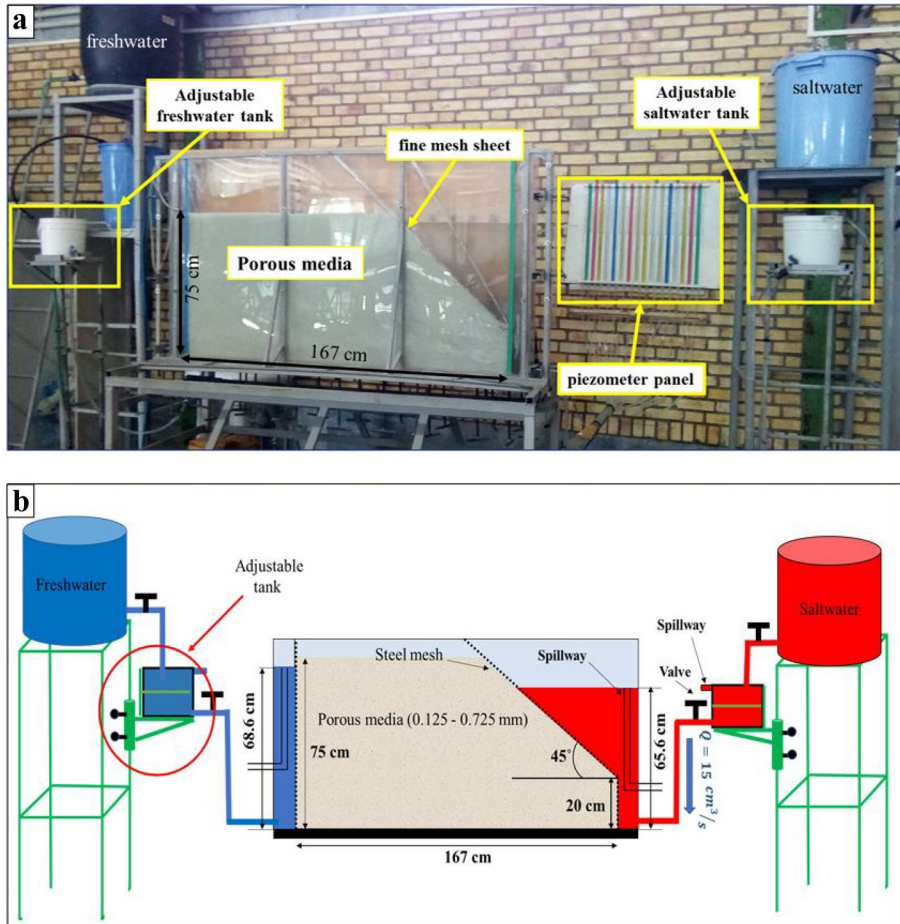 a
freshwater
Adjustable
freshwater tank
fine mesh sheet
Adjustable
saltwater tank
saltwater
Porous media
75 cm
167 cm
piezometer panel
b
Freshwater
Adjustable
tank
Saltwater
Spillway
Valve
Steel mesh
Spillway
Porous media (0.125 - 0.725 mm)
68.6 cm
75 cm
45°
20 cm
65.6 cm
Q = 15 cm³/s
167 cm